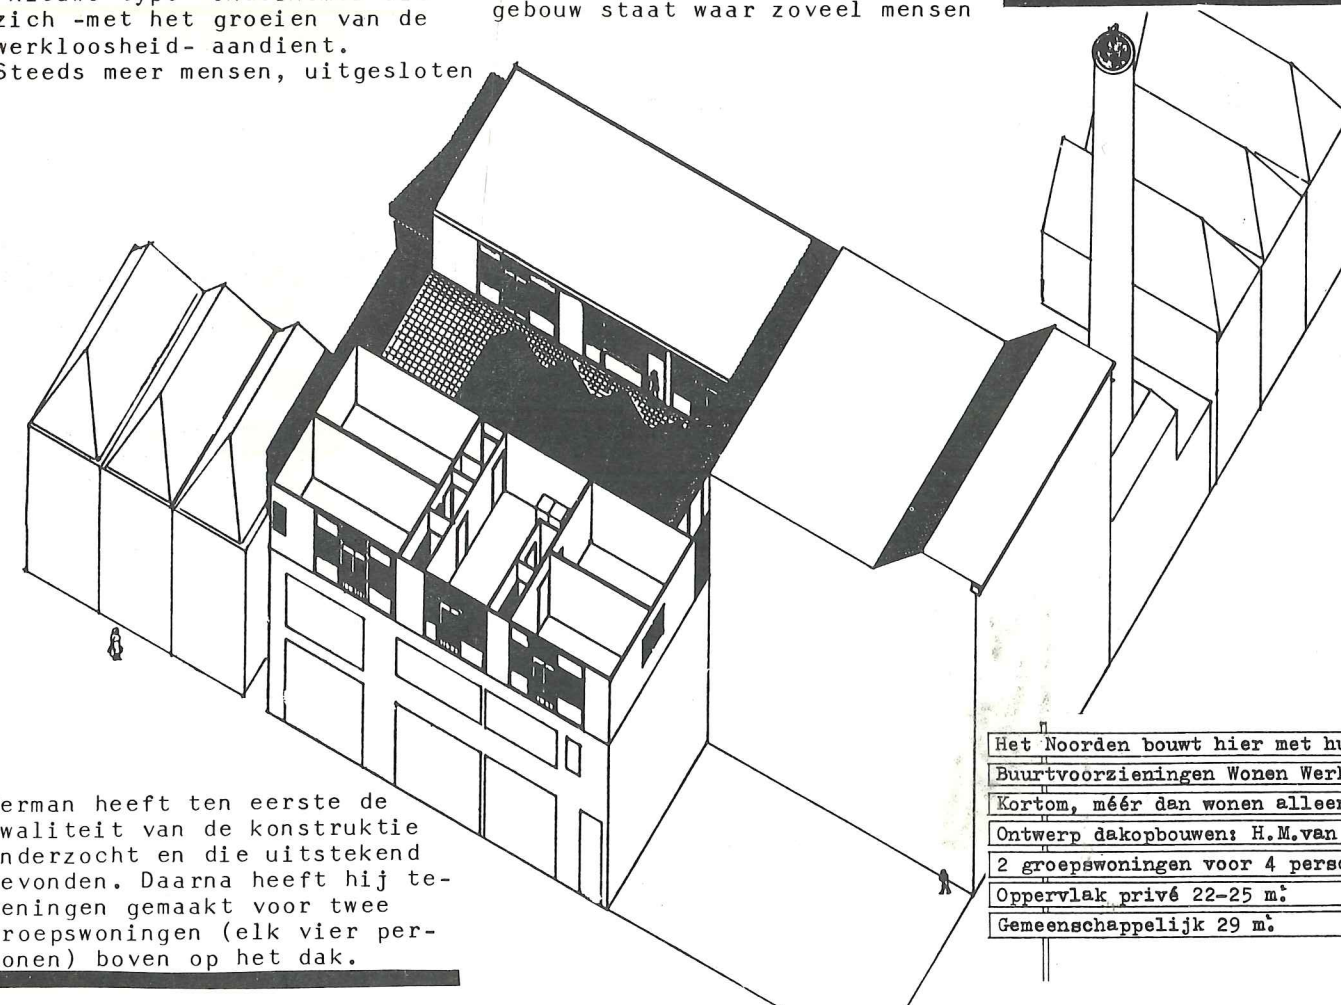 zich -met het groeien van de
werkloosheid- aandient.
Steeds meer mensen, uitgesloten
gebouw staat waar zoveel mensen
erman heeft ten eerste de
waliteit van de konstruktie
nderzocht en die uitstekend
evonden. Daarna heeft hij te-
eningen gemaakt voor twee
roepswoningen (elk vier per-
onen) boven op het dak.
Het Noorden bouwt hier met
Buurtvoorzieningen Wonen
Kortom, méér dan wonen
Ontwerp dakopbouwen: H.M.van
2 groepswoningen voor 4
Oppervlak privé 22-25 m²
Gemeenschappelijk 29 m²